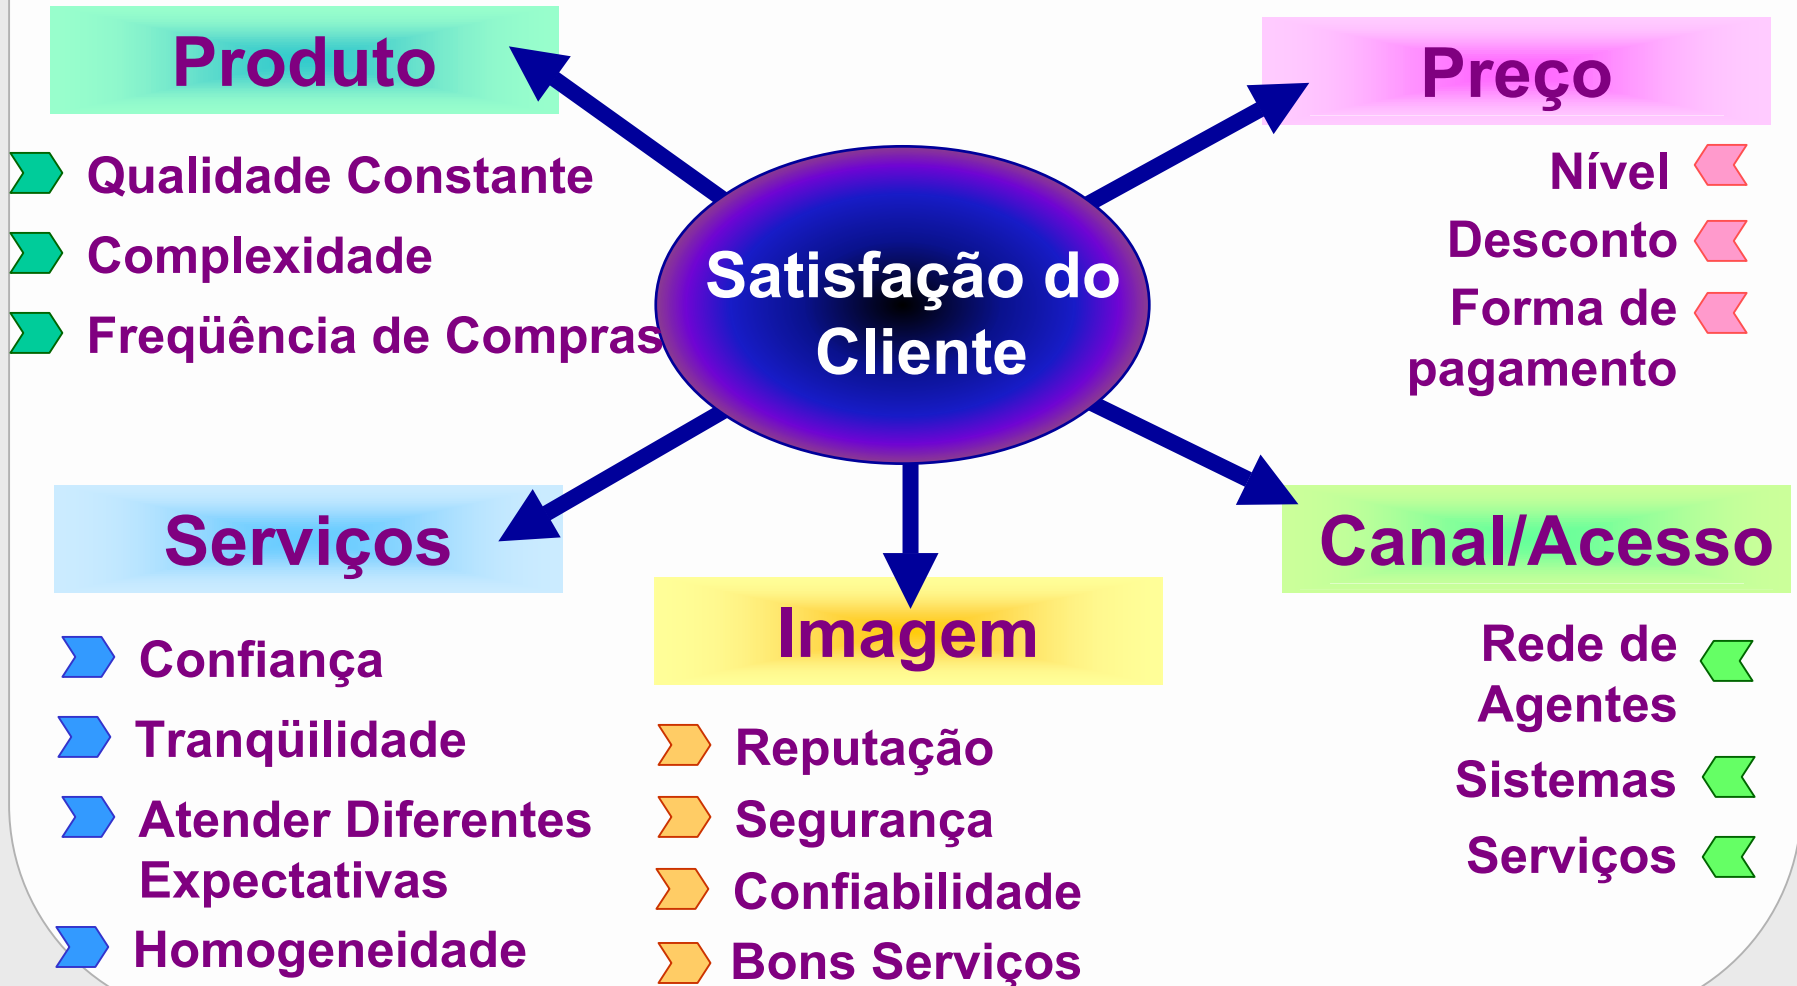 Produto
Qualidade Constante
Complexidade
Freqüência de Compras
Preço
Nível
Desconto
Forma de
pagamento
Satisfação do
Cliente
Serviços
Confiança
Tranqüilidade
Atender Diferentes
Expectativas
Homogeneidade
Imagem
Reputação
Segurança
Confiabilidade
Bons Serviços
Canal/Acesso
Rede de
Agentes
Sistemas
Serviços